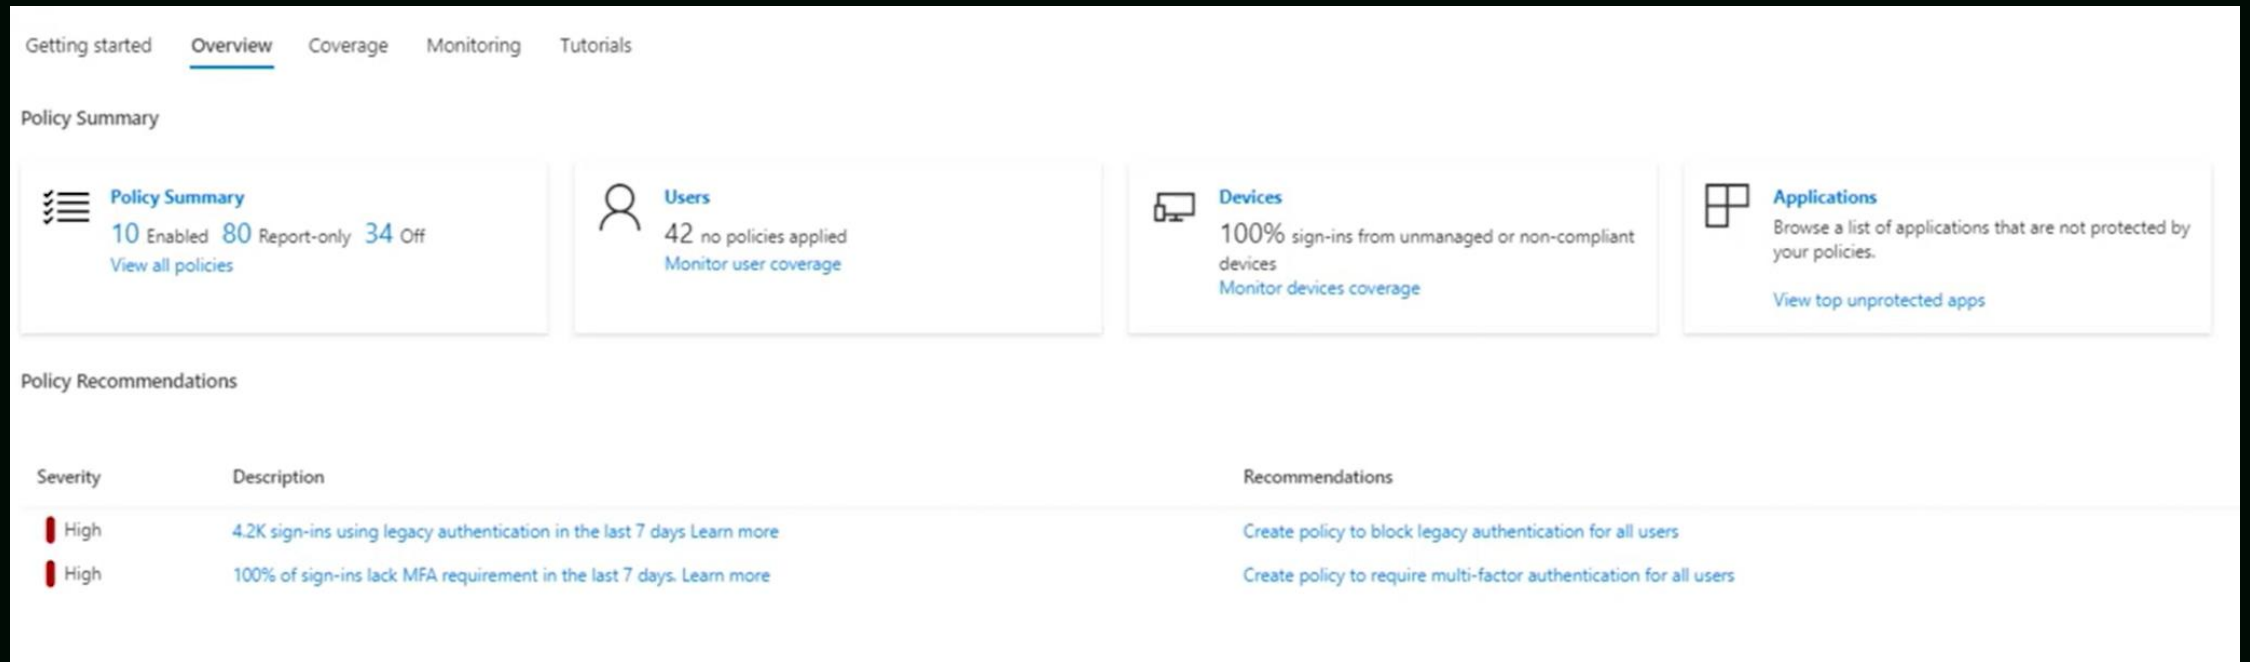 Getting started Overview Coverage Monitoring Tutorials
Policy Summary
Policy Summary
10 Enabled 80 Report-only 34 Off
View all policies
Users
42 no policies applied
Monitor user coverage
Devices
100% sign-ins from unmanaged or non-compliant
devices
Monitor devices coverage
Applications
Browse a list of applications that are not protected by
your policies.
View top unprotected apps
Policy Recommendations
Severity Description Recommendations
High 4.2K sign-ins using legacy authentication in the last 7 days Learn more Create policy to block legacy authentication for all users
High 100% of sign-ins lack MFA requirement in the last 7 days. Learn more Create policy to require multi-factor authentication for all users